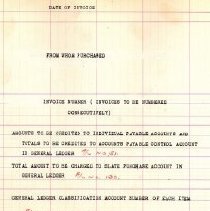 DATE OF INVOICE
FROM WHOM PURCHASED
INVOICE NUMBER ( INVOICES TO BE NUMBERED
CONSECUTIVELY)
AMOUNTS TO BE CREDITED TO INDIVIDUAL PAYABLE ACCOUNTS AND
TOTALS TO BE CREDITED TO ACCOUNTS PAYABLE CONTROL ACCOUNT
IN GENERAL LEDGER
TOTAL AMOUNT TO BE CHARGED TO SLATE PURCHASE ACCOUNT IN
GENERAL LEDGER
GENERAL LEDGER CLASSIFICATION ACCOUNT NUMBER OF EACH ITEM